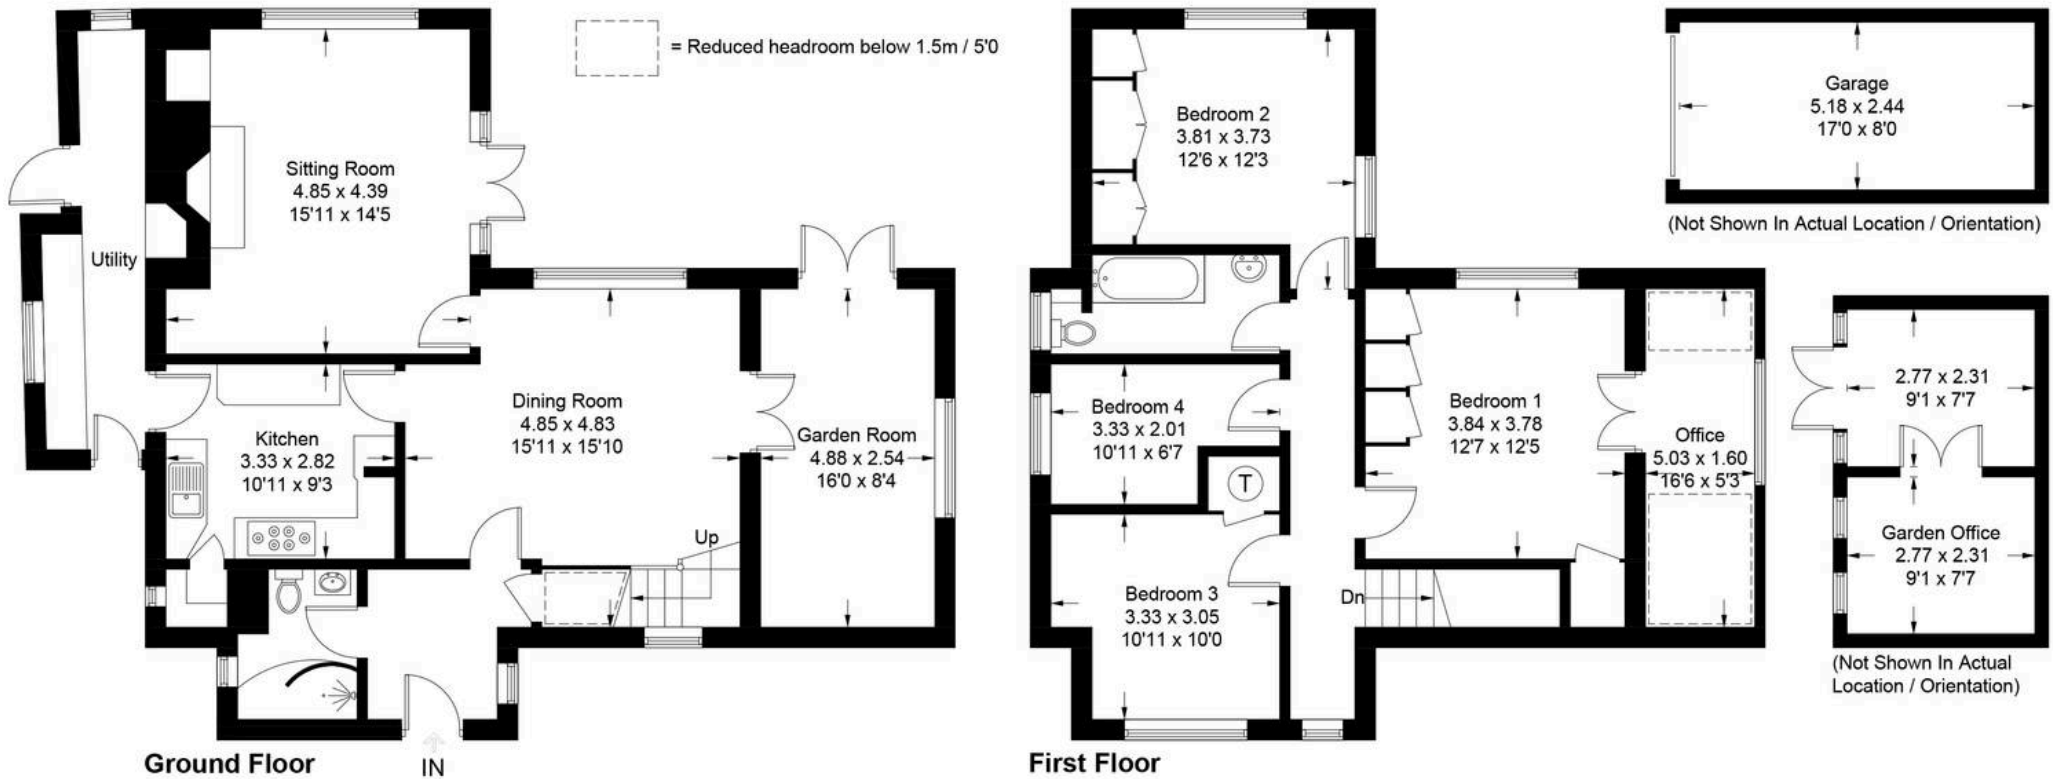 = Reduced headroom below 1.5m / 5'0
Sitting Room
4.85 x 4.39
15'11 x 14'5
Utility
Kitchen
3.33 x 2.82
10'11 x 9'3
Dining Room
4.85 x 4.83
15'11 x 15'10
Garden Room
4.88 x 2.54
16'0 x 8'4
Up
IN
Ground Floor
Bedroom 2
3.81 x 3.73
12'6 x 12'3
Bedroom 4
3.33 x 2.01
10'11 x 6'7
T
Bedroom 1
3.84 x 3.78
12'7 x 12'5
Office
5.03 x 1.60
16'6 x 5'3
Bedroom 3
3.33 x 3.05
10'11 x 10'0
Dn
First Floor
Garage
5.18 x 2.44
17'0 x 8'0
(Not Shown In Actual Location / Orientation)
2.77 x 2.31
9'1 x 7'7
Garden Office
2.77 x 2.31
9'1 x 7'7
(Not Shown In Actual
Location / Orientation)